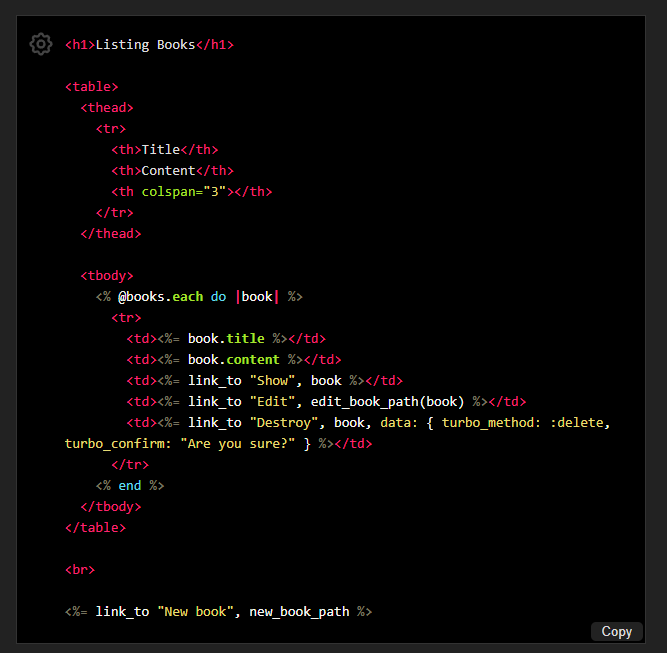 <h1>Listing Books</h1>
<table>
<thead>
<tr>
<th>Title</th>
<th>Content</th>
<th colspan="3"></th>
</tr>
</thead>
<tbody>
<% @books.each do |book| %>
<tr>
<td><%= book.title %></td>
<td><%= book.content %></td>
<td><%= link_to "Show", book %></td>
<td><%= link_to "Edit", edit_book_path(book) %></td>
<td><%= link_to "Destroy", book, data: { turbo_method: :delete,
turbo_confirm: "Are you sure?" } %></td>
</tr>
<% end %>
</tbody>
</table>
<br>
<%= link_to "New book", new_book_path %>
Copy